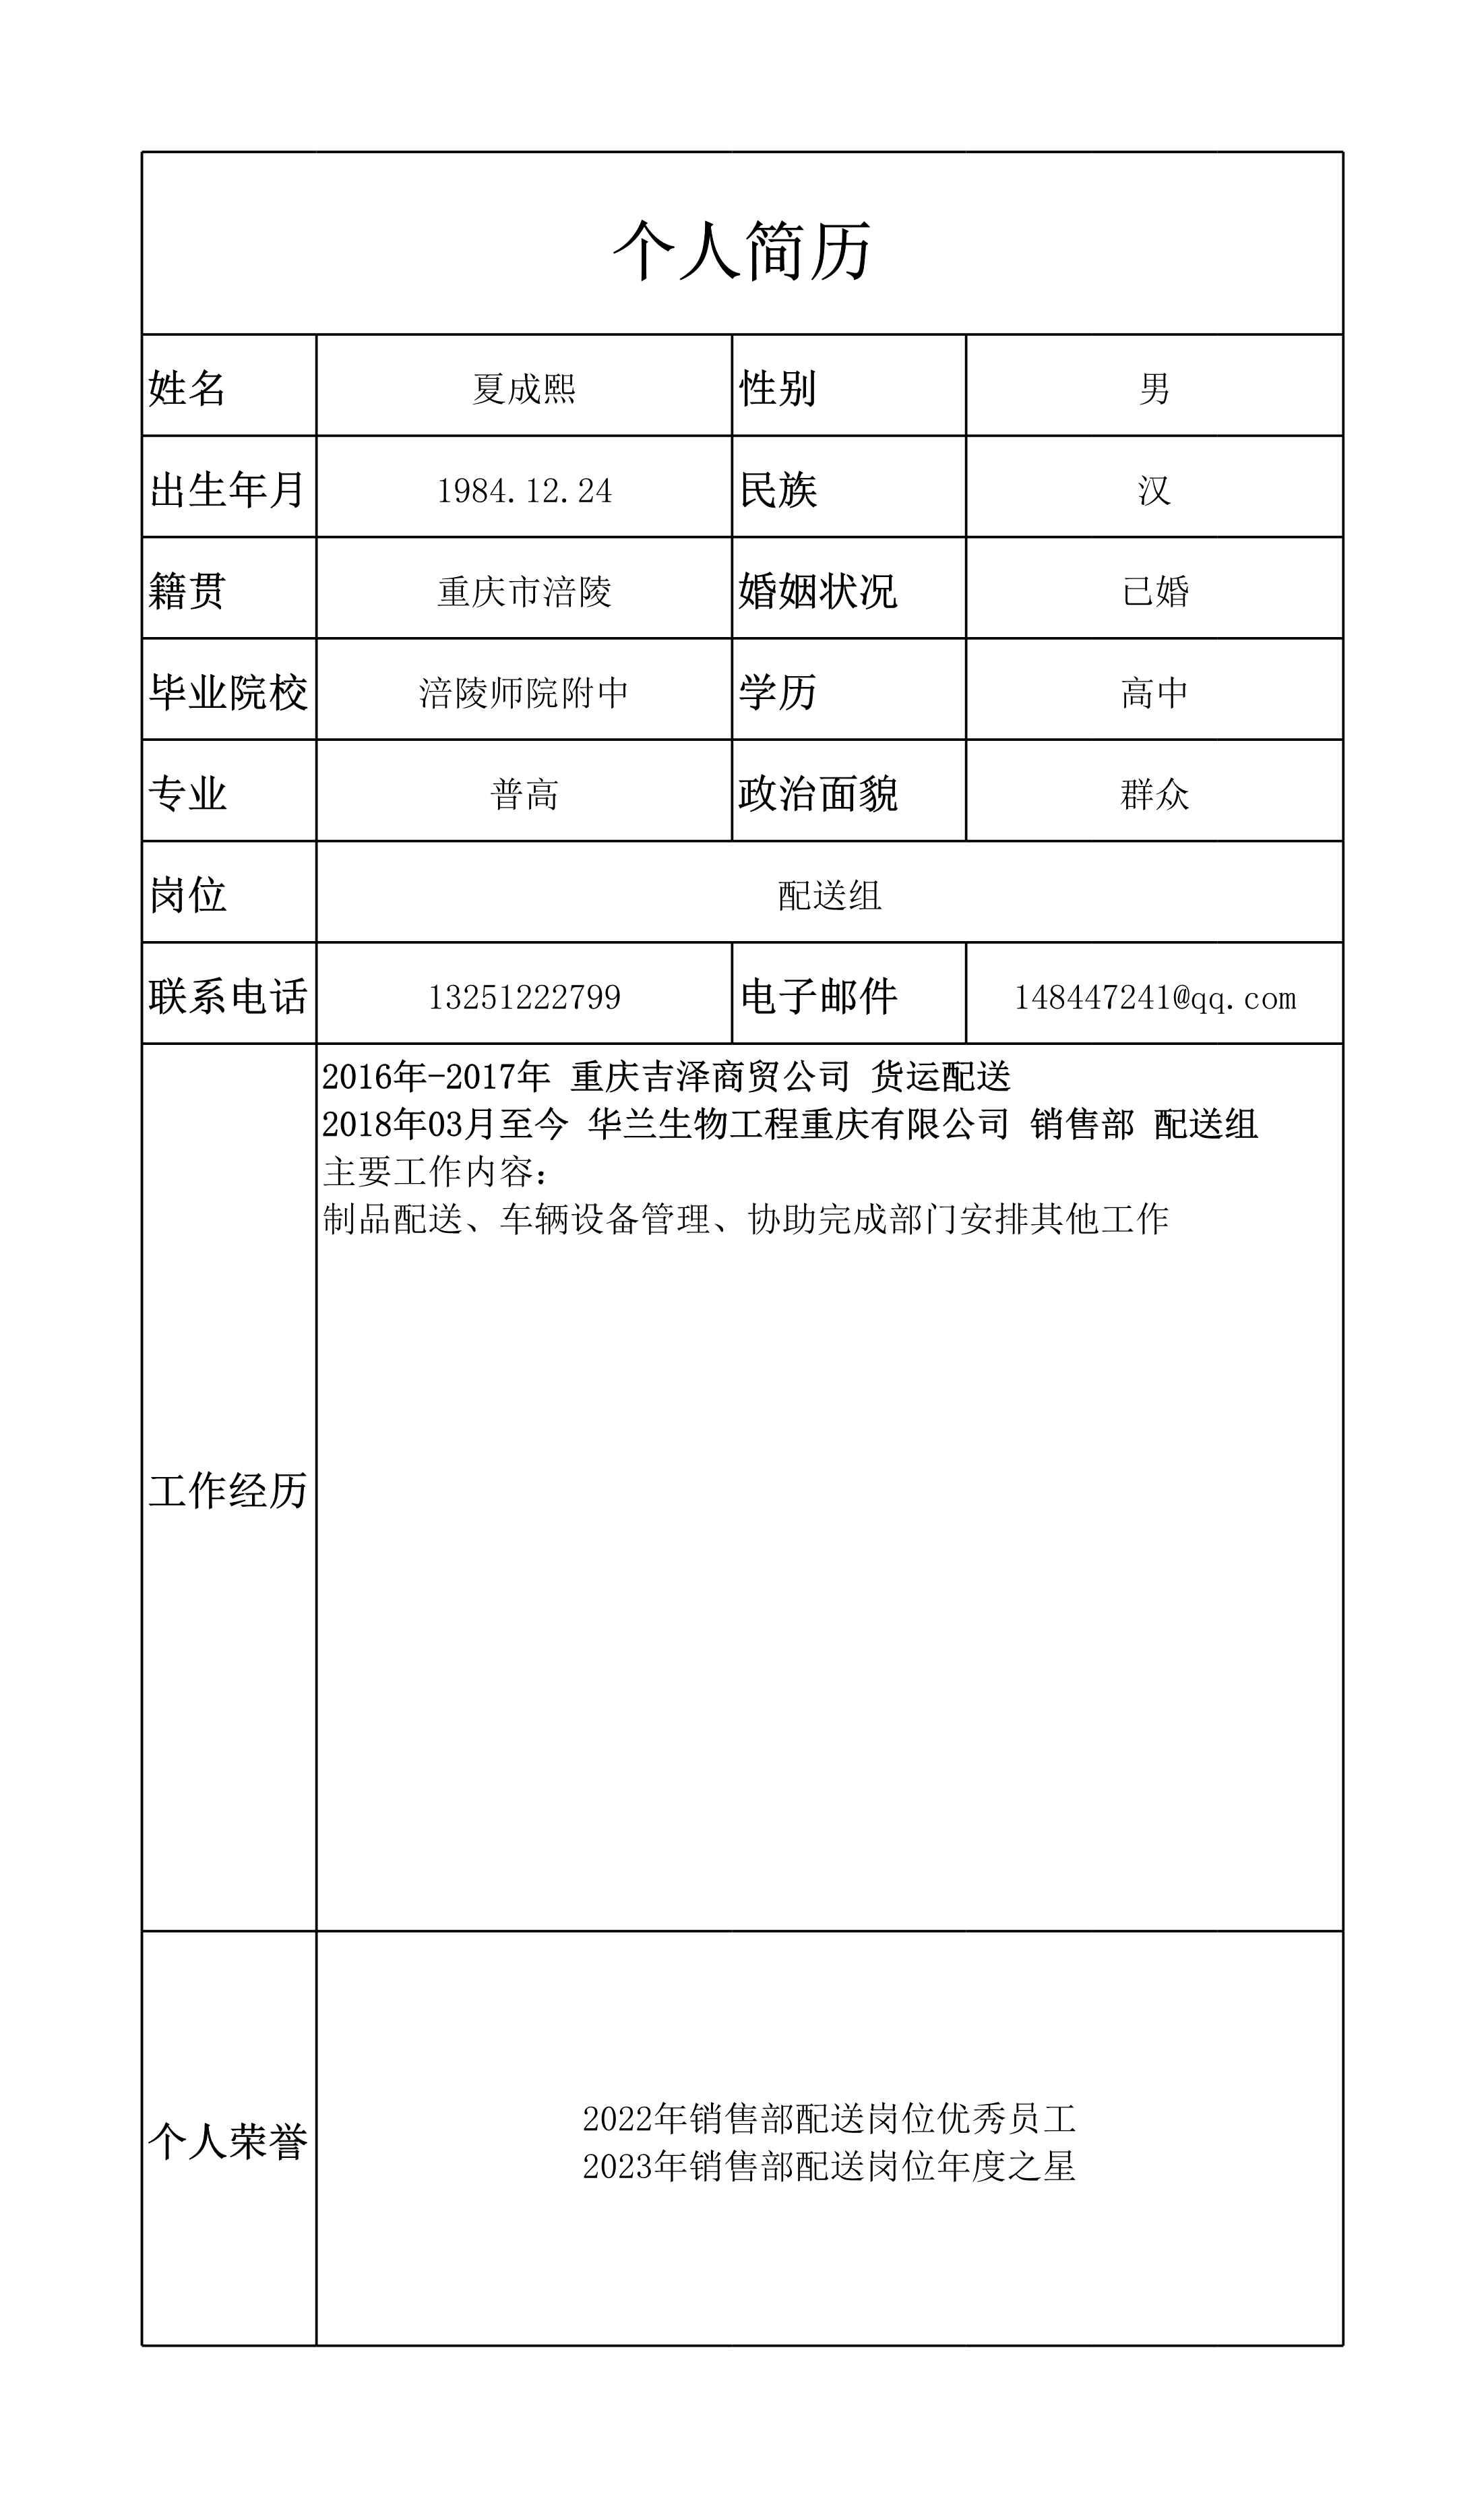 个人简历
姓名 夏成熙 性别 男
出生年月 1984.12.24 民族 汉
籍贯 重庆市涪陵 婚姻状况 已婚
毕业院校 涪陵师院附中 学历 高中
专业 普高 政治面貌 群众
岗位 配送组
联系电话 13251222799 电子邮件 148447241@qq.com
2016年-2017年 重庆吉泽商贸公司 货运配送
2018年03月至今 华兰生物工程重庆有限公司 销售部 配送组
主要工作内容：
制品配送、车辆设备管理、协助完成部门安排其他工作
工作经历
2022年销售部配送岗位优秀员工
个人荣誉
2023年销售部配送岗位年度之星